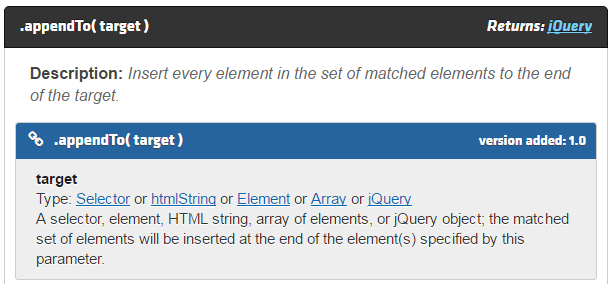 .appendTo( target ) Returns: jQuery
Description: Insert every element in the set of matched elements to the end
of the target.
.appendTo( target ) version added: 1.0
target
Type: Selector or htmlString or Element or Array or jQuery
A selector, element, HTML string, array of elements, or jQuery object; the matched
set of elements will be inserted at the end of the element(s) specified by this
parameter.